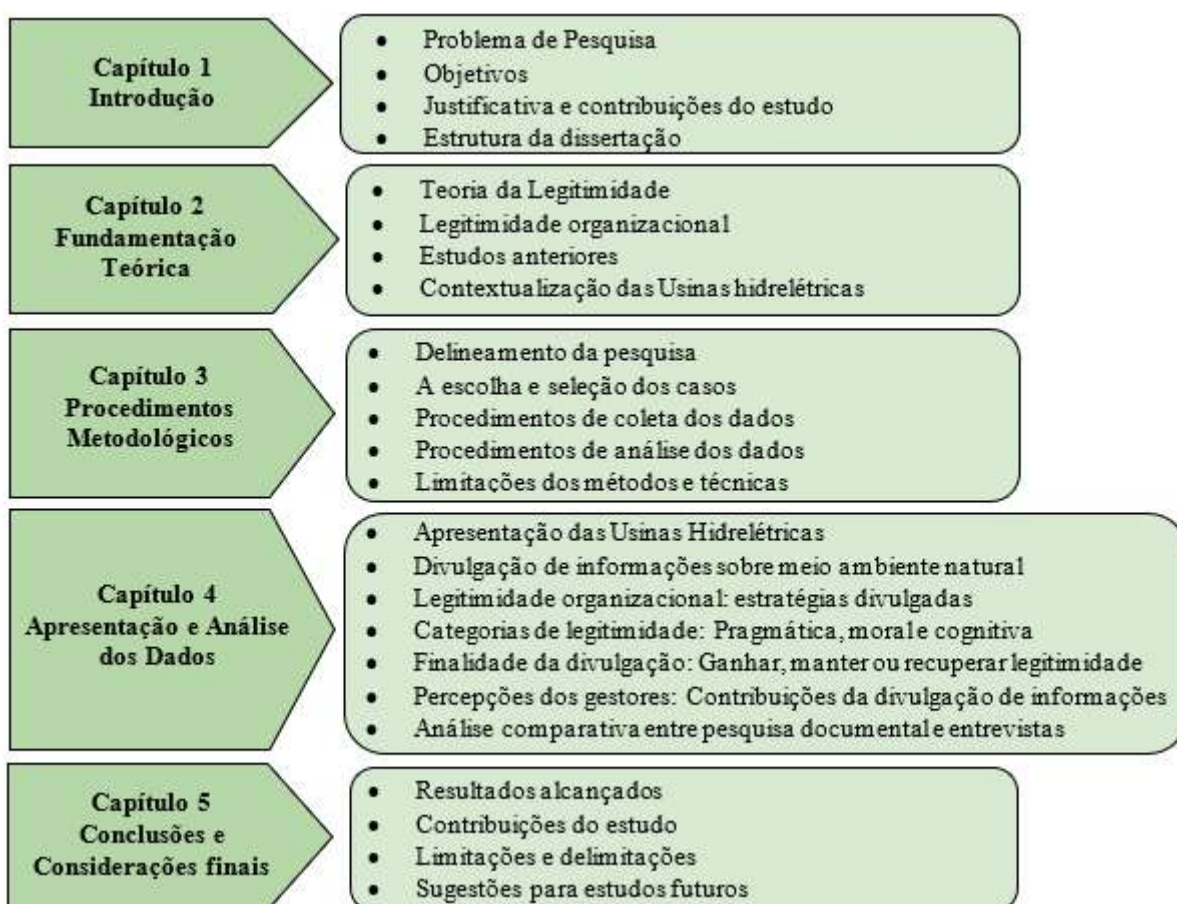 Capítulo 1
Introdução
• Problema de Pesquisa
• Objetivos
• Justificativa e contribuições do estudo
• Estrutura da dissertação
Capítulo 2
Fundamentação
Teórica
• Teoria da Legitimidade
• Legitimidade organizacional
• Estudos anteriores
• Contextualização das Usinas hidrelétricas
Capítulo 3
Procedimentos
Metodológicos
• Delineamento da pesquisa
• A escolha e seleção dos casos
• Procedimentos de coleta dos dados
• Procedimentos de análise dos dados
• Limitações dos métodos e técnicas
Capítulo 4
Apresentação e Análise
dos Dados
• Apresentação das Usinas Hidrelétricas
• Divulgação de informações sobre meio ambiente natural
• Legitimidade organizacional: estratégias divulgadas
• Categorias de legitimidade: Pragmática, moral e cognitiva
• Finalidade da divulgação: Ganhar, manter ou recuperar legitimidade
• Percepções dos gestores: Contribuições da divulgação de informações
• Análise comparativa entre pesquisa documental e entrevistas
Capítulo 5
Conclusões e
Considerações finais
• Resultados alcançados
• Contribuições do estudo
• Limitações e delimitações
• Sugestões para estudos futuros